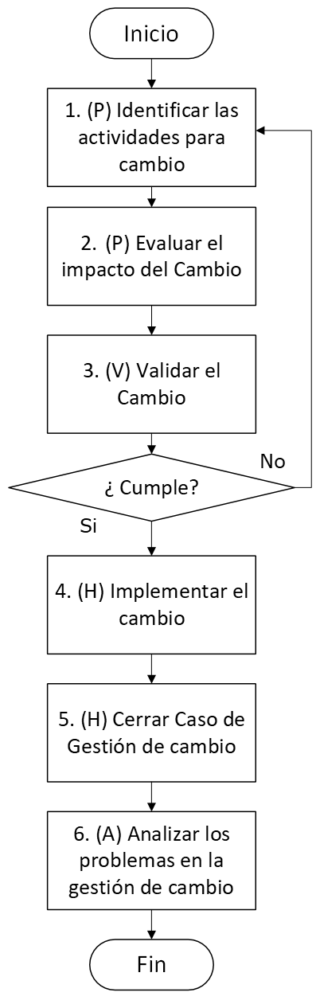 Inicio
1. (P) Identificar las
actividades para
cambio
2. (P) Evaluar el
impacto del Cambio
3. (V) Validar el
Cambio
No
¿ Cumple?
Si
4. (H) Implementar el
cambio
5. (H) Cerrar Caso de
Gestión de cambio
6. (A) Analizar los
problemas en la
gestión de cambio
Fin